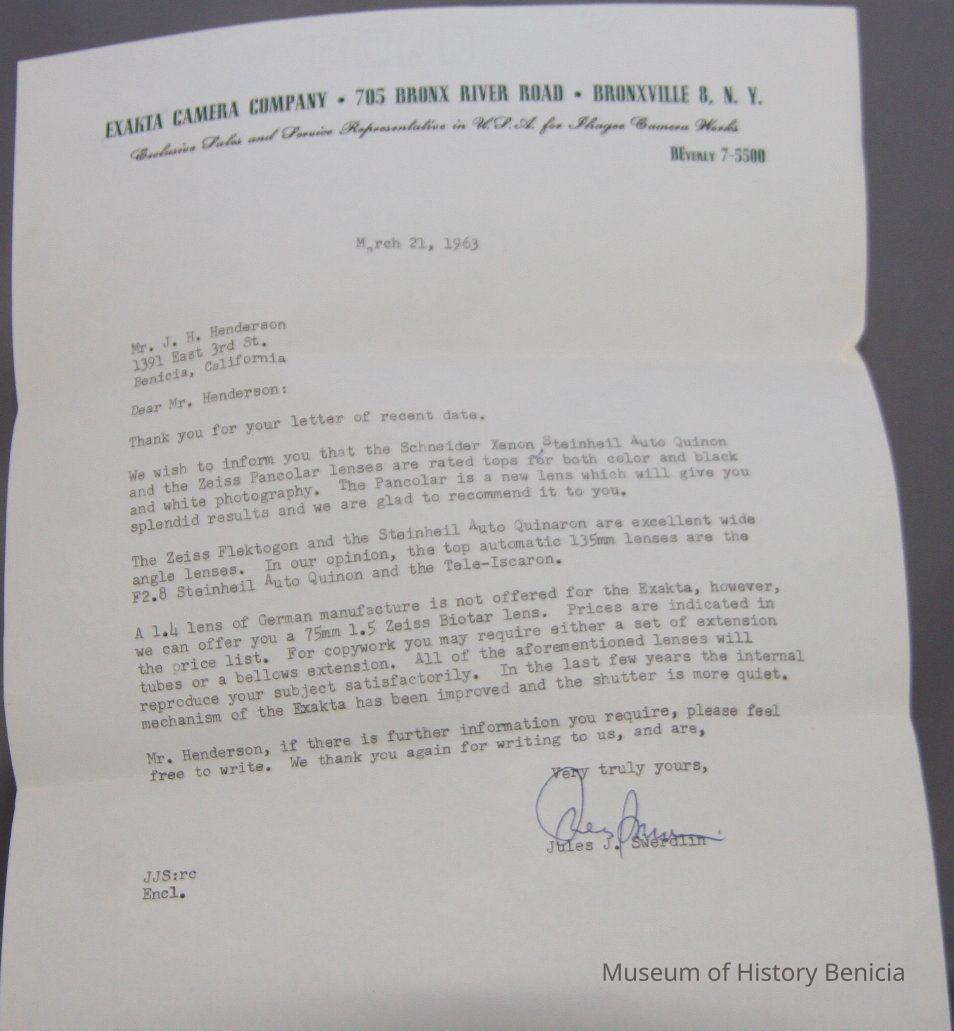 EXAKTA CAMERA COMPANY • 705 BRONX RIVER ROAD • BRONXVILLE 8, N. Y.
Exclusive Sales and Service Representative in U.S.A. for Ihagee Camera Works
BEVERLY 7-5500
March 21, 1963
Mr. J. H. Henderson
1391 East 3rd St.
Benicia, California
Dear Mr. Henderson:
Thank you for your letter of recent date.
We wish to inform you that the Schneider Xenon, Steinheil Auto Quinon
and the Zeiss Pancolar lenses are rated tops for both color and black
and white photography. The Pancolar is a new lens which will give you
splendid results and we are glad to recommend it to you.
The Zeiss Flektogon and the Steinheil Auto Quinaron are excellent wide
angle lenses. In our opinion, the top automatic 135mm lenses are the
F2.8 Steinheil Auto Quinon and the Tele-Iscaron.
A 1.4 lens of German manufacture is not offered for the Exakta, however,
we can offer you a 75mm 1.5 Zeiss Biotar lens. Prices are indicated in
the price list. For copywork you may require either a set of extension
tubes or a bellows extension. All of the aforementioned lenses will
reproduce your subject satisfactorily. In the last few years the internal
mechanism of the Exakta has been improved and the shutter is more quiet.
Mr. Henderson, if there is further information you require, please feel
free to write. We thank you again for writing to us, and are,
Very truly yours,
Jules J. Swerdlin
JJS:rc
Encl.
Museum of History Benicia